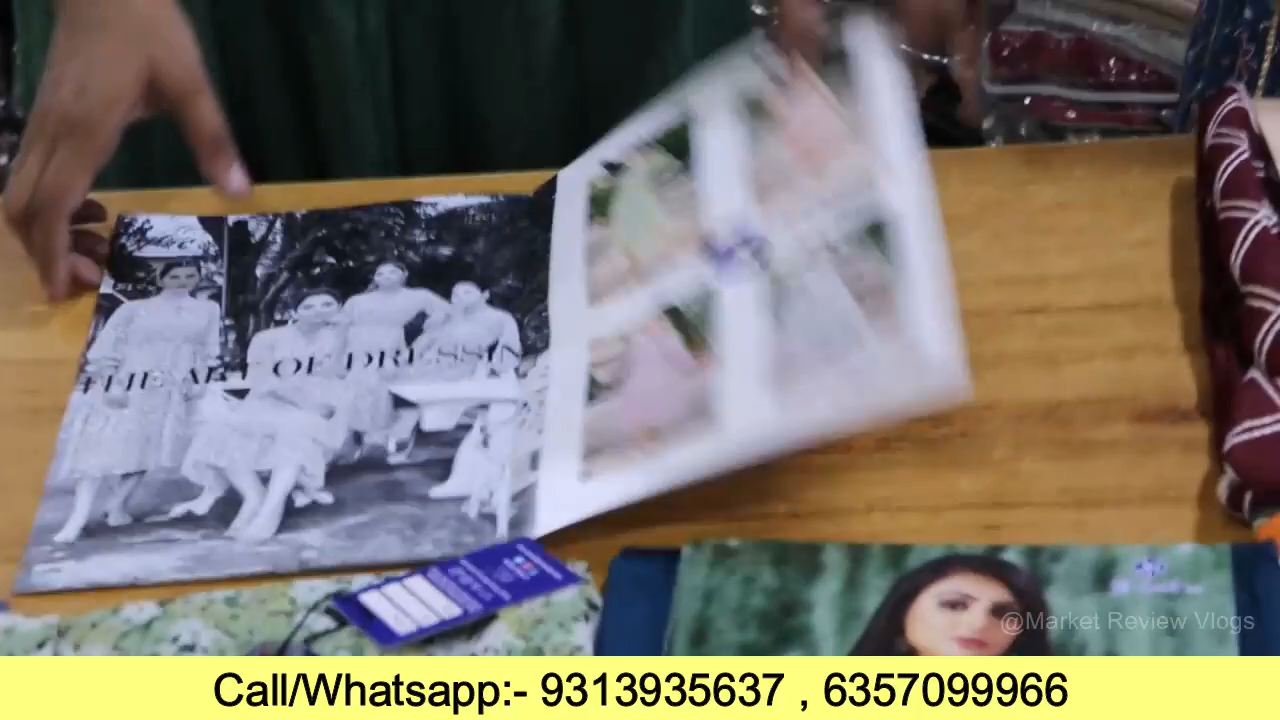 THE ART OF DRESSIN
@Market Review Vlogs
Call/Whatsapp:- 9313935637 , 6357099966